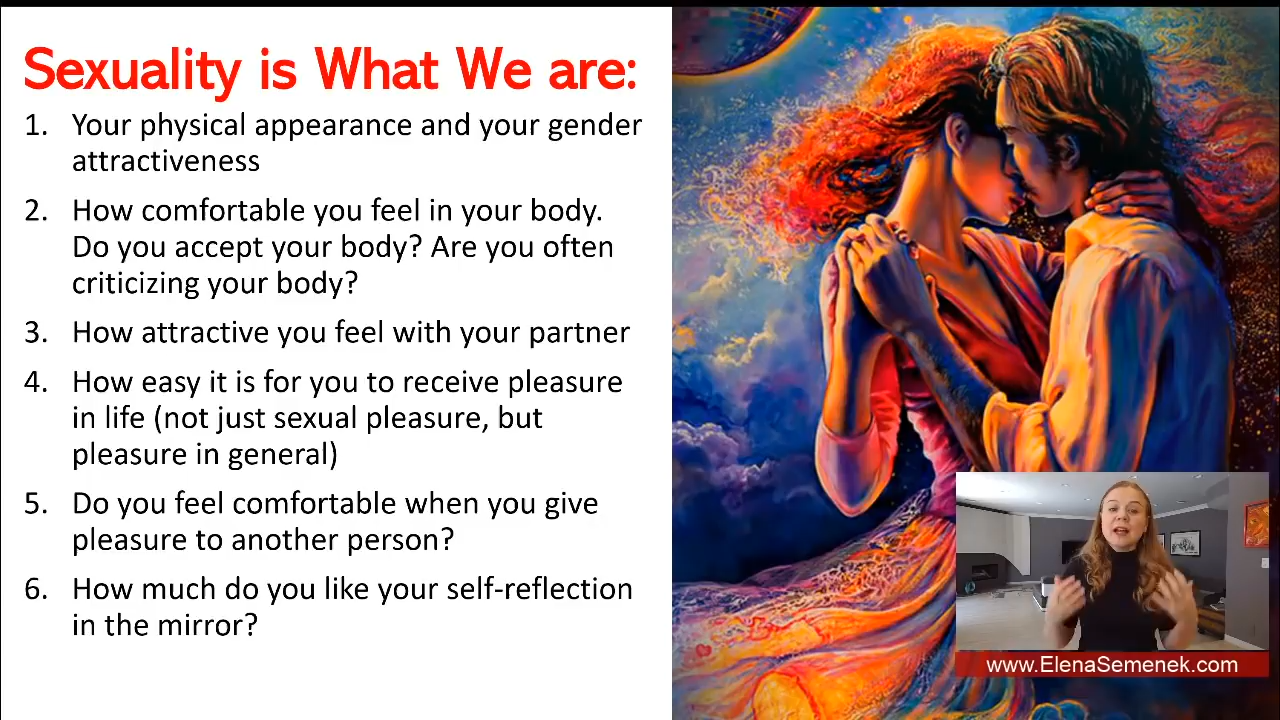 Sexuality is What We are:
1. Your physical appearance and your gender
attractiveness
2. How comfortable you feel in your body.
Do you accept your body? Are you often
criticizing your body?
3. How attractive you feel with your partner
4. How easy it is for you to receive pleasure
in life (not just sexual pleasure, but
pleasure in general)
5. Do you feel comfortable when you give
pleasure to another person?
6. How much do you like your self-reflection
in the mirror?
www.ElenaSemenek.com